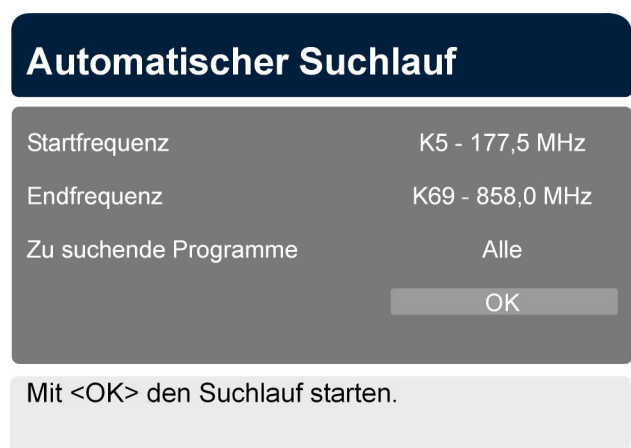 Automatischer Suchlauf
Startfrequenz K5 - 177,5 MHz
Endfrequenz K69 - 858,0 MHz
Zu suchende Programme Alle
OK
Mit <OK> den Suchlauf starten.